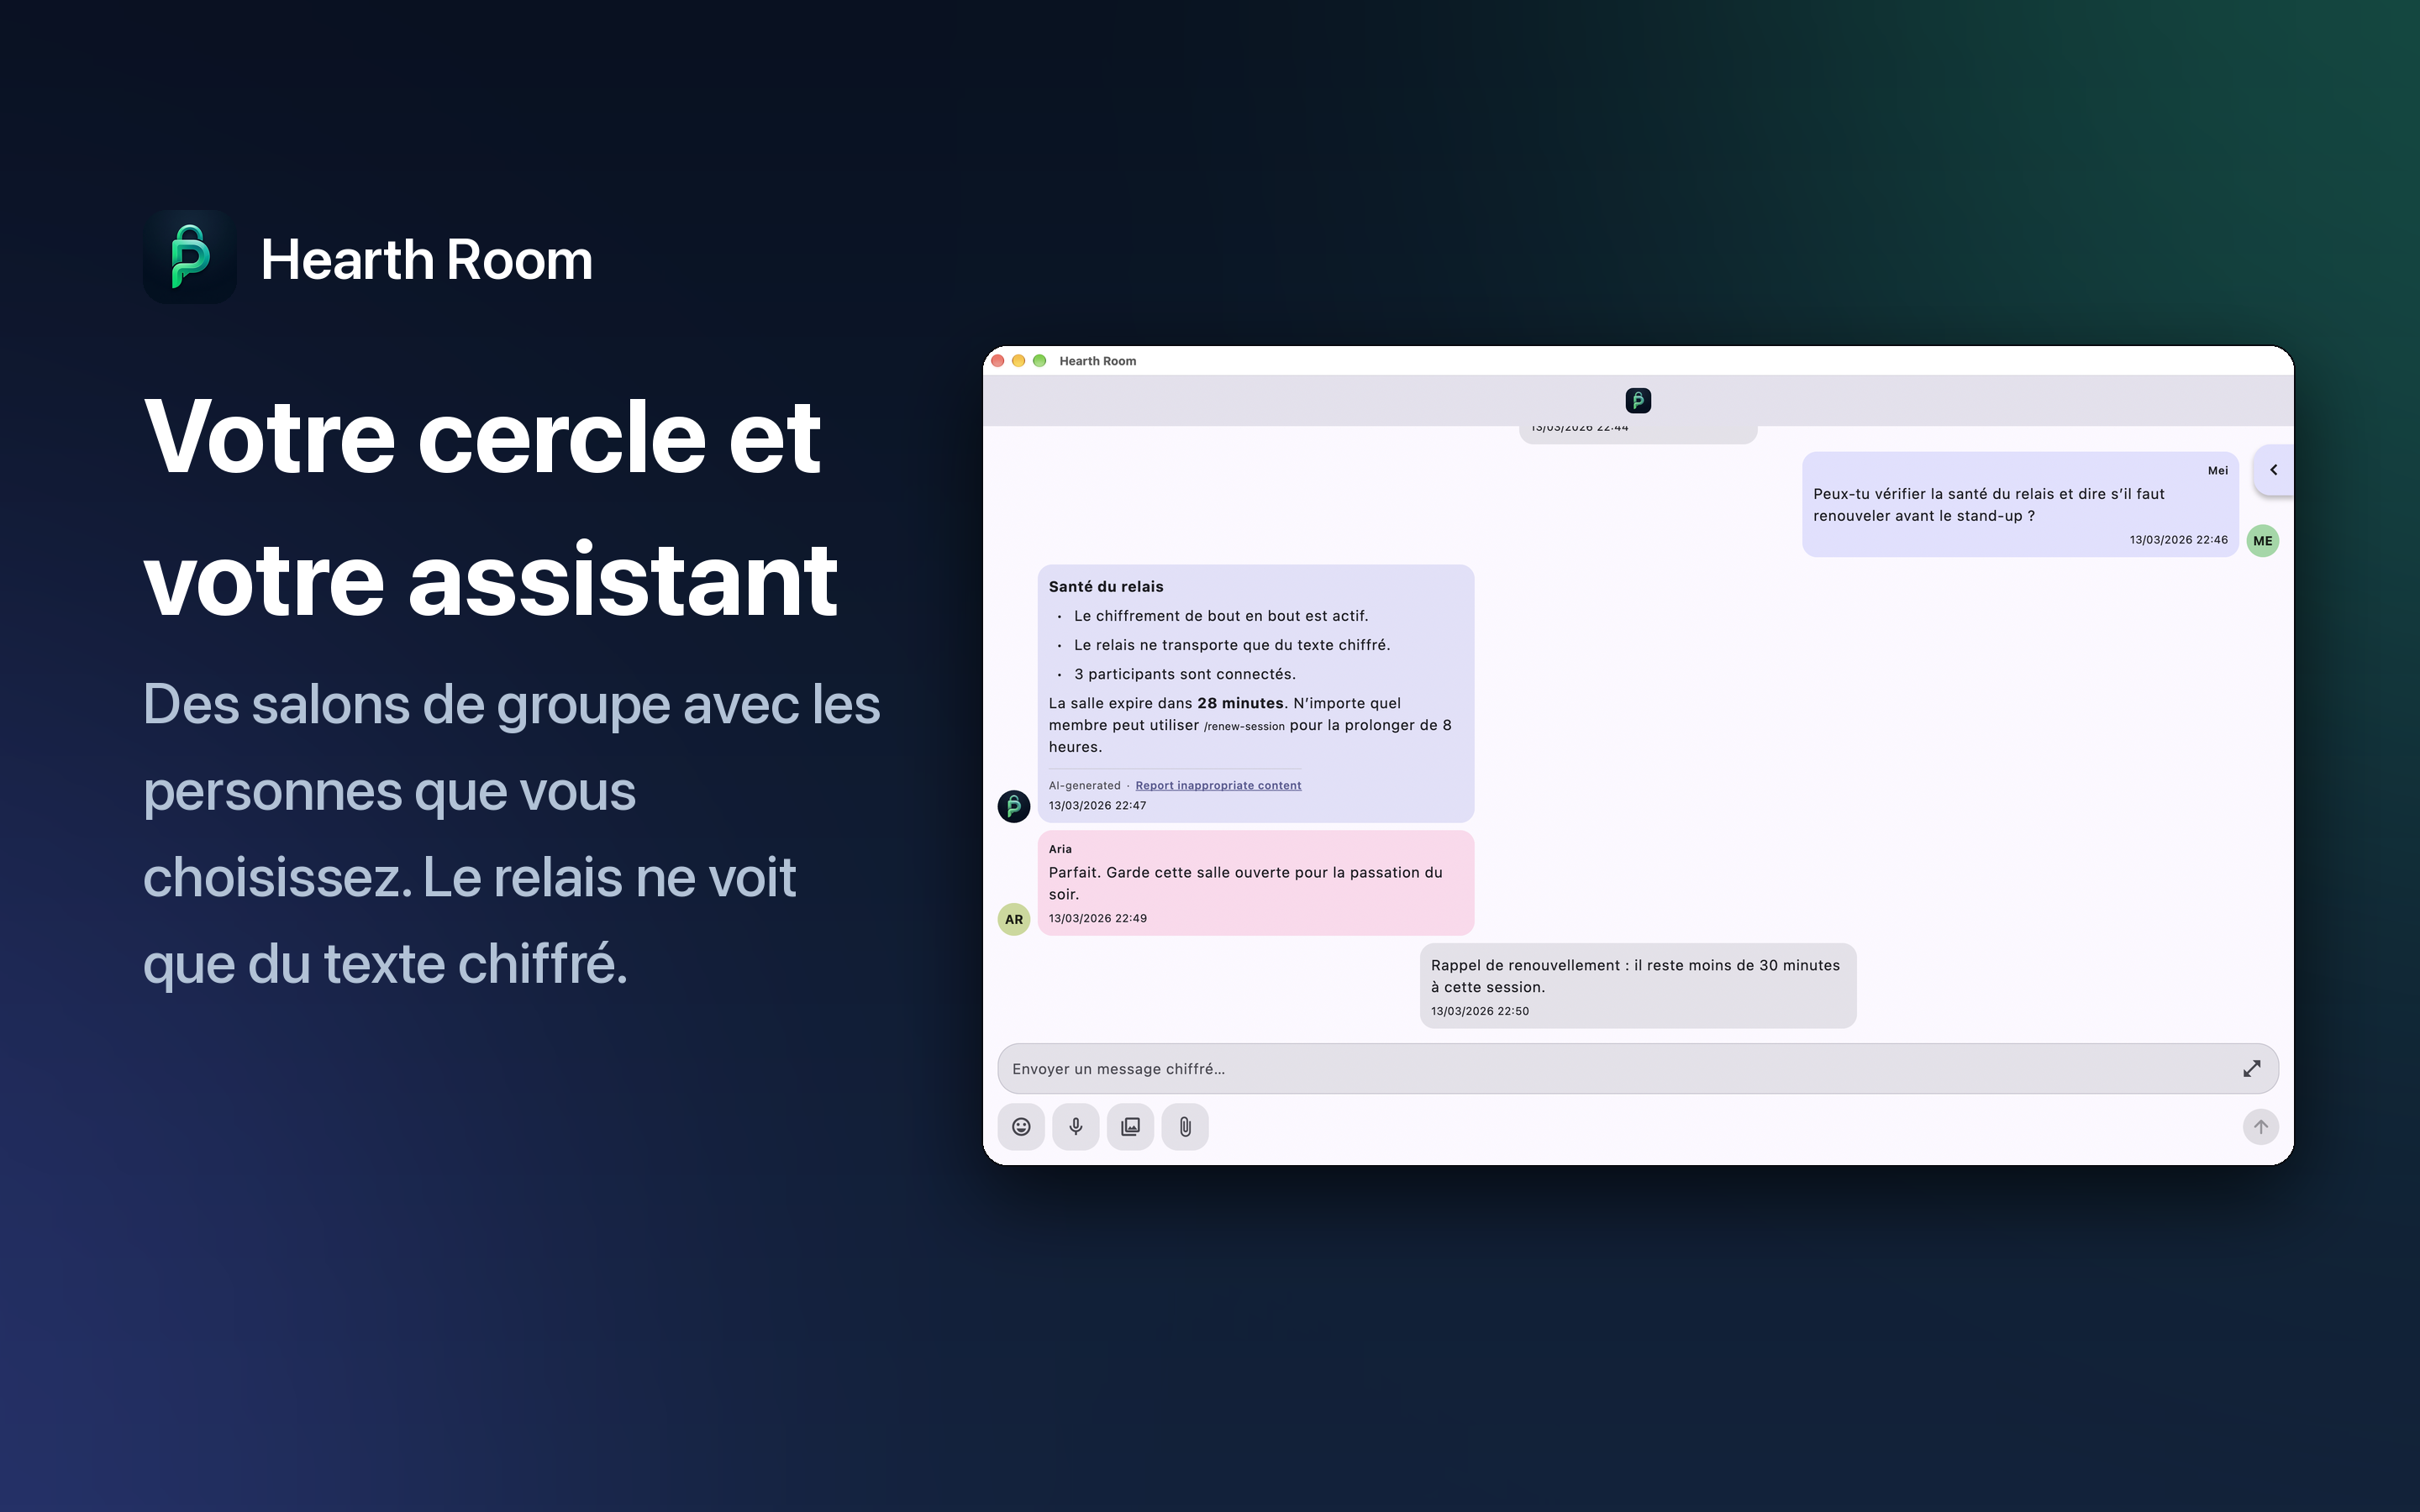 Hearth Room
Votre cercle et
votre assistant
Des salons de groupe avec les
personnes que vous
choisissez. Le relais ne voit
que du texte chiffré.
Hearth Room
13/03/2026 22:44
Mei
Peux-tu vérifier la santé du relais et dire s’il faut
renouveler avant le stand-up ?
13/03/2026 22:46
ME
Santé du relais
• Le chiffrement de bout en bout est actif.
• Le relais ne transporte que du texte chiffré.
• 3 participants sont connectés.
La salle expire dans 28 minutes. N’importe quel
membre peut utiliser /renew-session pour la prolonger de 8
heures.
AI-generated · Report inappropriate content
13/03/2026 22:47
Aria
Parfait. Garde cette salle ouverte pour la passation du
soir.
13/03/2026 22:49
AR
Rappel de renouvellement : il reste moins de 30 minutes
à cette session.
13/03/2026 22:50
Envoyer un message chiffré…